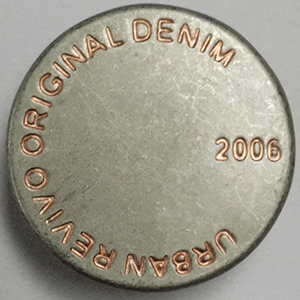 URBAN REVIVO ORIGINAL DENIM
2006